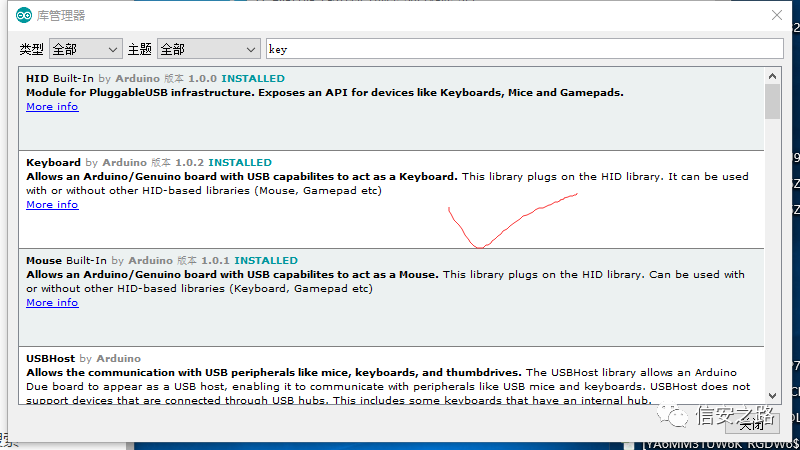 库管理器
类型 全部 主题 全部 key
HID Built-In by Arduino 版本 1.0.0 INSTALLED
Module for PluggableUSB infrastructure. Exposes an API for devices like Keyboards, Mice and Gamepads.
More info
Keyboard by Arduino 版本 1.0.2 INSTALLED
Allows an Arduino/Genuino board with USB capabilites to act as a Keyboard. This library plugs on the HID library. It can be used
with or without other HID-based libraries (Mouse, Gamepad etc)
More info
Mouse Built-In by Arduino 版本 1.0.1 INSTALLED
Allows an Arduino/Genuino board with USB capabilites to act as a Mouse. This library plugs on the HID library. Can be used with
or without other HID-based libraries (Keyboard, Gamepad etc)
More info
USBHost by Arduino
Allows the communication with USB peripherals like mice, keyboards, and thumbdrives. The USBHost library allows an Arduino
Due board to appear as a USB host, enabling it to communicate with peripherals like USB mice and keyboards. USBHost does not
support devices that are connected through USB hubs. This includes some keyboards that have an internal hub.
信安之路
关闭